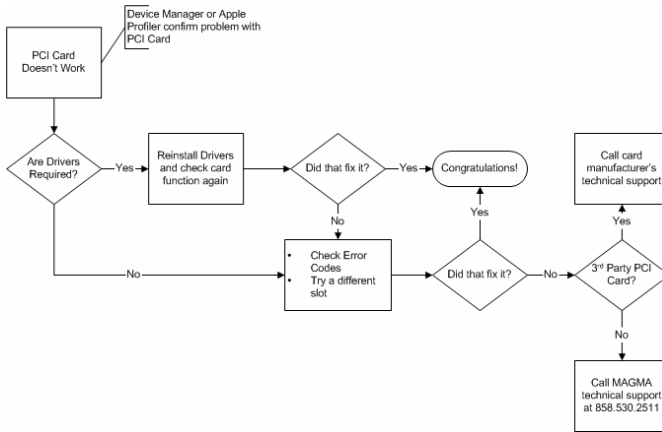 Device Manager or Apple
Profiler confirm problem with
PCI Card
PCI Card
Doesn't Work
Are Drivers
Required?
Yes
Reinstall Drivers
and check card
function again
Did that fix it?
Yes
Congratulations!
Call card
manufacturer's
technical support
No
Yes
Yes
No
• Check Error
Codes
• Try a different
slot
Did that fix it?
No
3rd Party PCI
Card?
No
Call MAGMA
technical support
at 858.530.2511